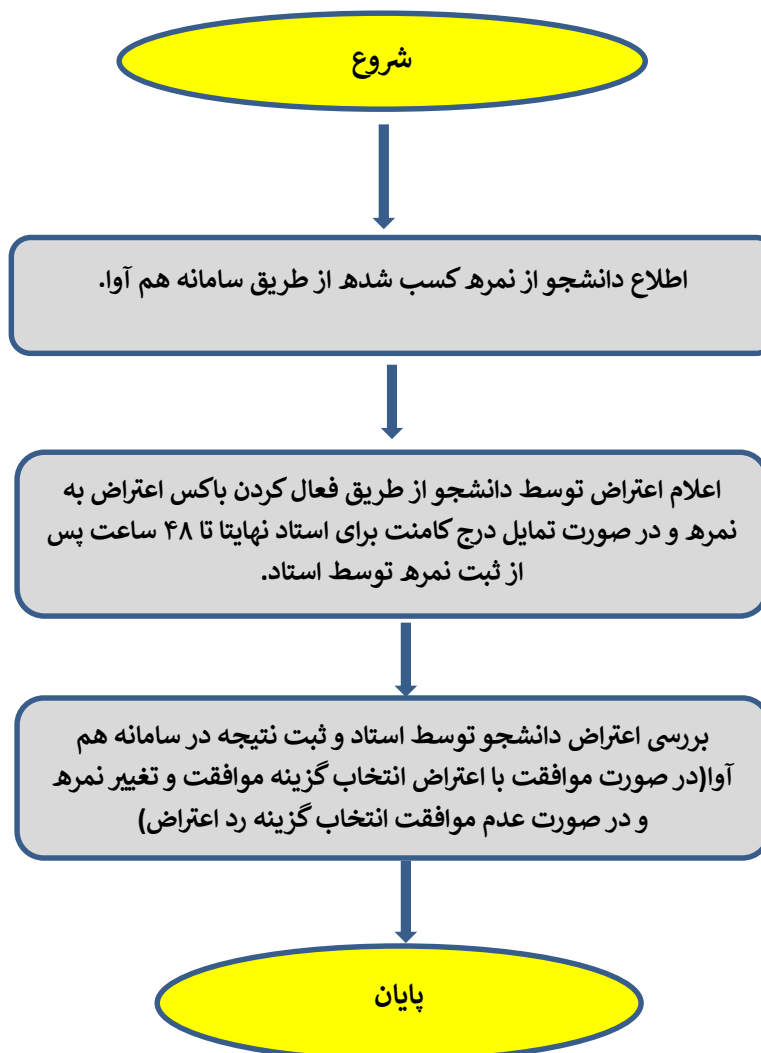 شروع
اطلاع دانشجو از نمره کسب شده از طریق سامانه هم آوا.
اعلام اعتراض توسط دانشجو از طریق فعال کردن باکس اعتراض به
نمره و در صورت تمایل درج کامنت برای استاد نهایتا تا ۴۸ ساعت پس
از ثبت نمره توسط استاد.
بررسی اعتراض دانشجو توسط استاد و ثبت نتیجه در سامانه هم
آوا(در صورت موافقت با اعتراض انتخاب گزینه موافقت و تغییر نمره
و در صورت عدم موافقت انتخاب گزینه رد اعتراض)
پایان